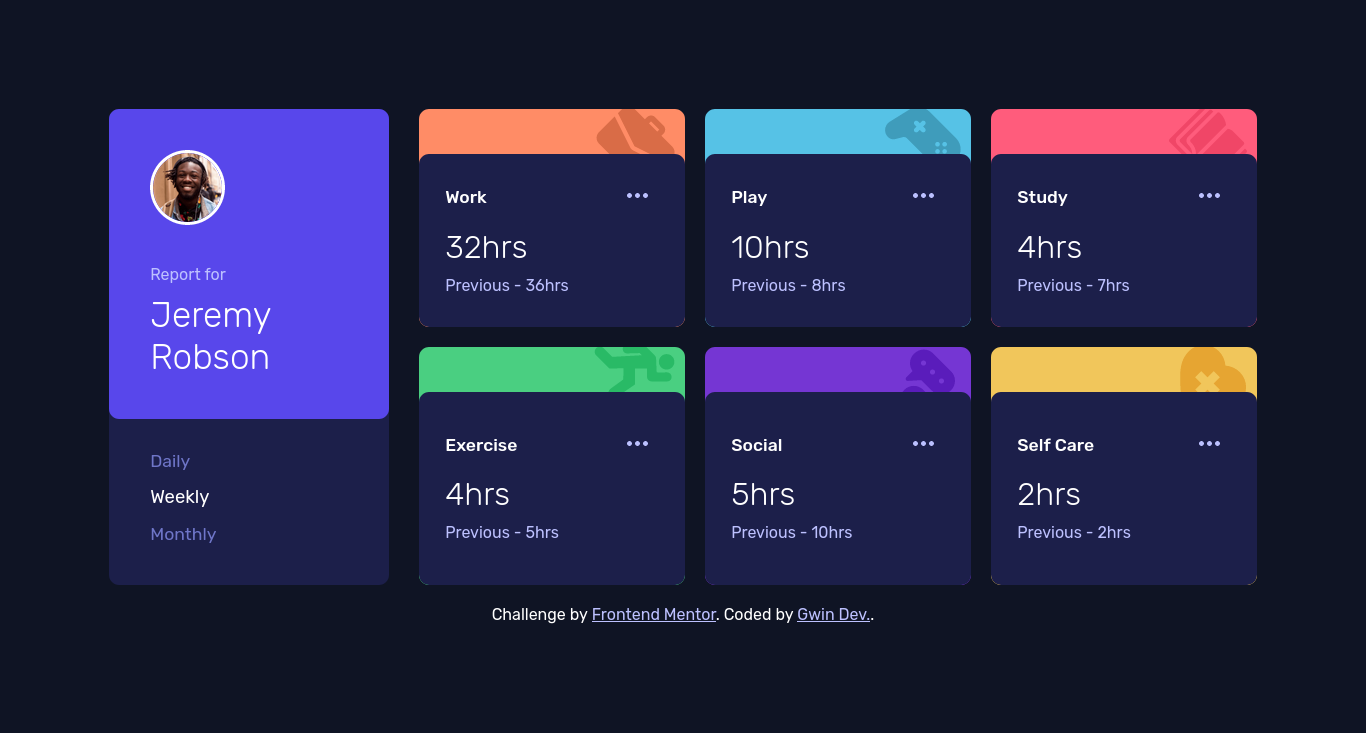 Report for
Jeremy
Robson
Daily
Weekly
Monthly
Work
32hrs
Previous - 36hrs
Play
10hrs
Previous - 8hrs
Study
4hrs
Previous - 7hrs
Exercise
4hrs
Previous - 5hrs
Social
5hrs
Previous - 10hrs
Self Care
2hrs
Previous - 2hrs
Challenge by Frontend Mentor. Coded by Gwin Dev..